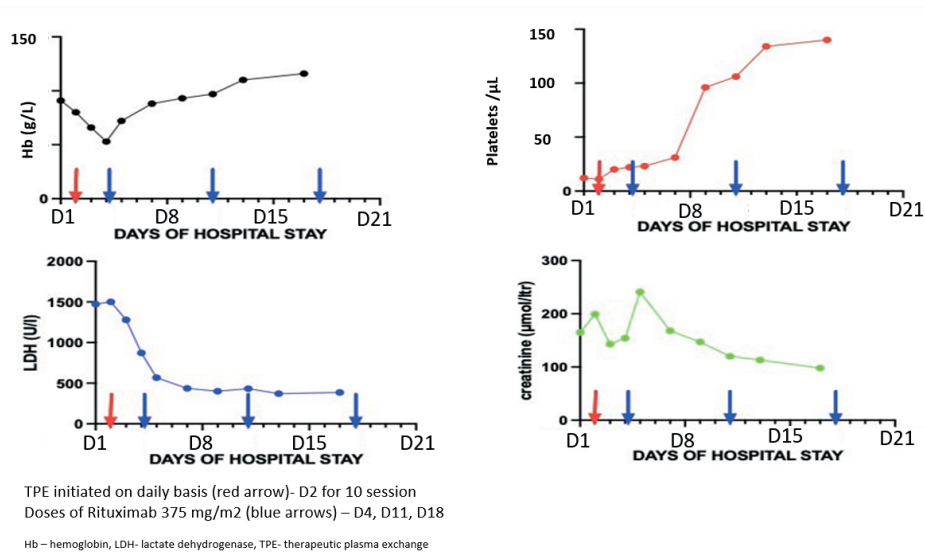 150
Hb (g/L)
0
D1 D8 D15 D21
DAYS OF HOSPITAL STAY
150
100
50
0
Platelets /µL
D1 D8 D15 D21
DAYS OF HOSPITAL STAY
2000
1500
1000
500
0
LDH (U/l)
D1 D8 D15 D21
DAYS OF HOSPITAL STAY
300
200
100
0
creatinine (µmol/ltr)
D1 D8 D15 D21
DAYS OF HOSPITAL STAY
TPE initiated on daily basis (red arrow)- D2 for 10 session
Doses of Rituximab 375 mg/m2 (blue arrows) – D4, D11, D18
Hb – hemoglobin, LDH- lactate dehydrogenase, TPE- therapeutic plasma exchange